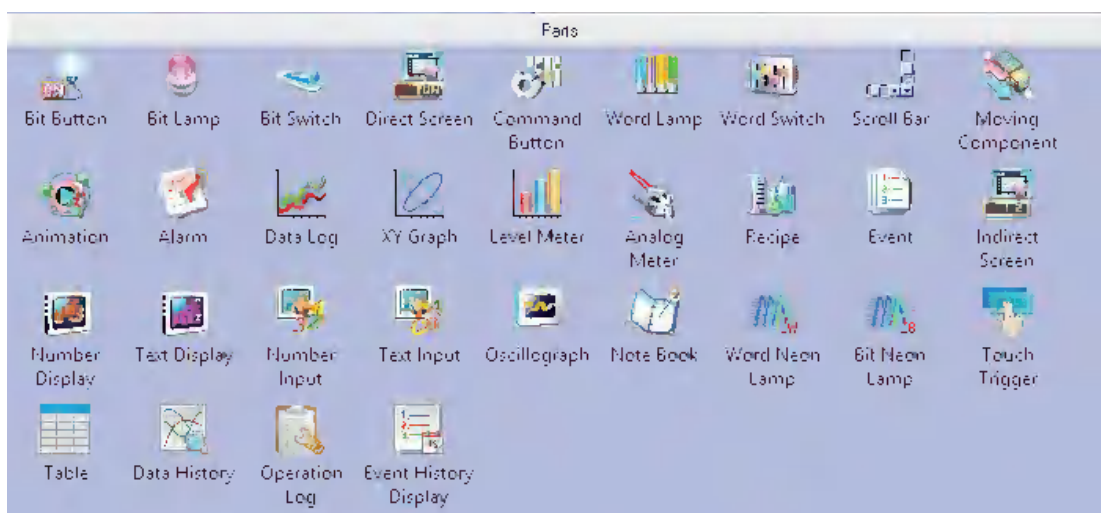 Parts
Bit Button Bit Lamp Bit Switch Direct Screen Command Button Word Lamp Word Switch Scroll Bar Moving Component
Animation Alarm Data Log XY Graph Level Meter Analog Meter Recipe Event Indirect Screen
Number Display Text Display Number Input Text Input Oscillograph Note Book Word Neon Lamp Bit Neon Lamp Touch Trigger
Table Data History Operation Log Event History Display